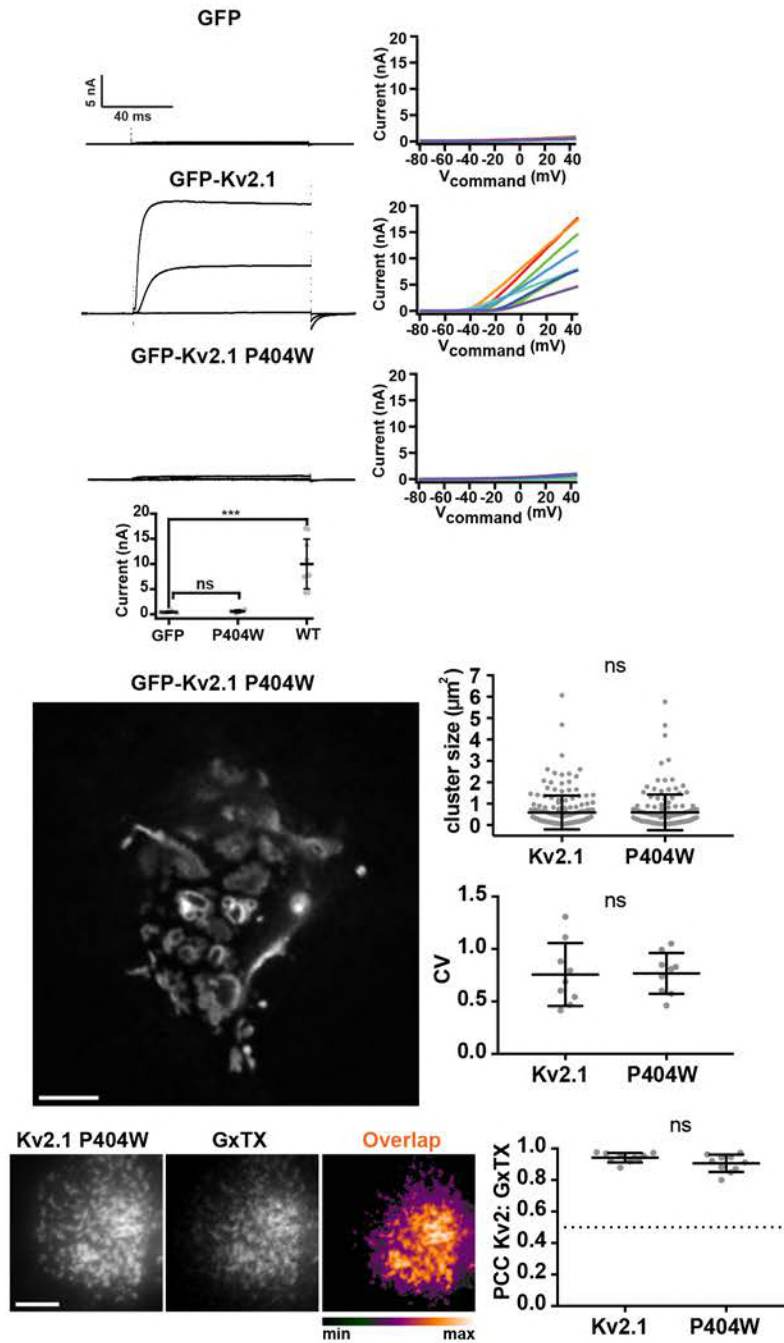 GFP
5 nA
40 ms
Current (nA)
20
15
10
5
0
-80 -60 -40 -20 0 20 40
Vcommand (mV)
GFP-Kv2.1
Current (nA)
20
15
10
5
0
-80 -60 -40 -20 0 20 40
Vcommand (mV)
GFP-Kv2.1 P404W
Current (nA)
20
15
10
5
0
-80 -60 -40 -20 0 20 40
Vcommand (mV)
Current (nA)
20
15
10
5
0
***
ns
GFP P404W WT
GFP-Kv2.1 P404W
ns
cluster size (µm²)
7
6
5
4
3
2
1
0
Kv2.1 P404W
ns
CV
1.5
1.0
0.5
0.0
Kv2.1 P404W
Kv2.1 P404W GxTX Overlap
min max
ns
PCC Kv2: GxTX
1.0
0.8
0.6
0.4
0.2
0
Kv2.1 P404W